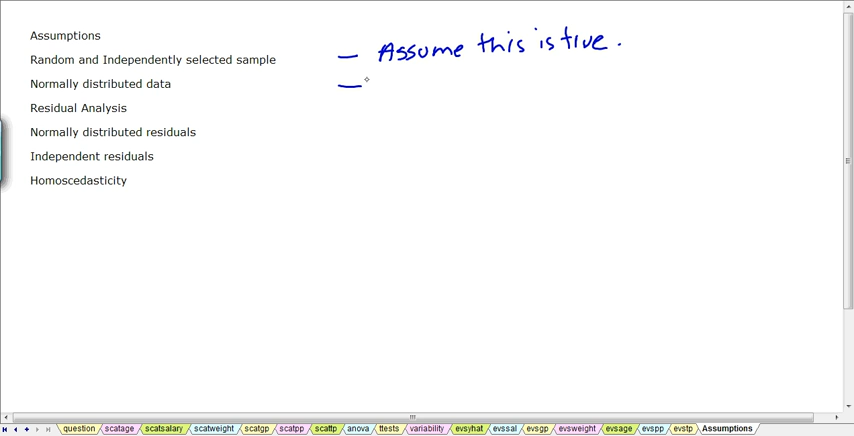 Assumptions
Random and Independently selected sample – Assume this is true.
Normally distributed data –
Residual Analysis
Normally distributed residuals
Independent residuals
Homoscedasticity
question scatage scatsalary scatweight scatgp scatpp scattp anova ttests variability evsyhat evssal evsgp evsweight evsage evspp evstp Assumptions